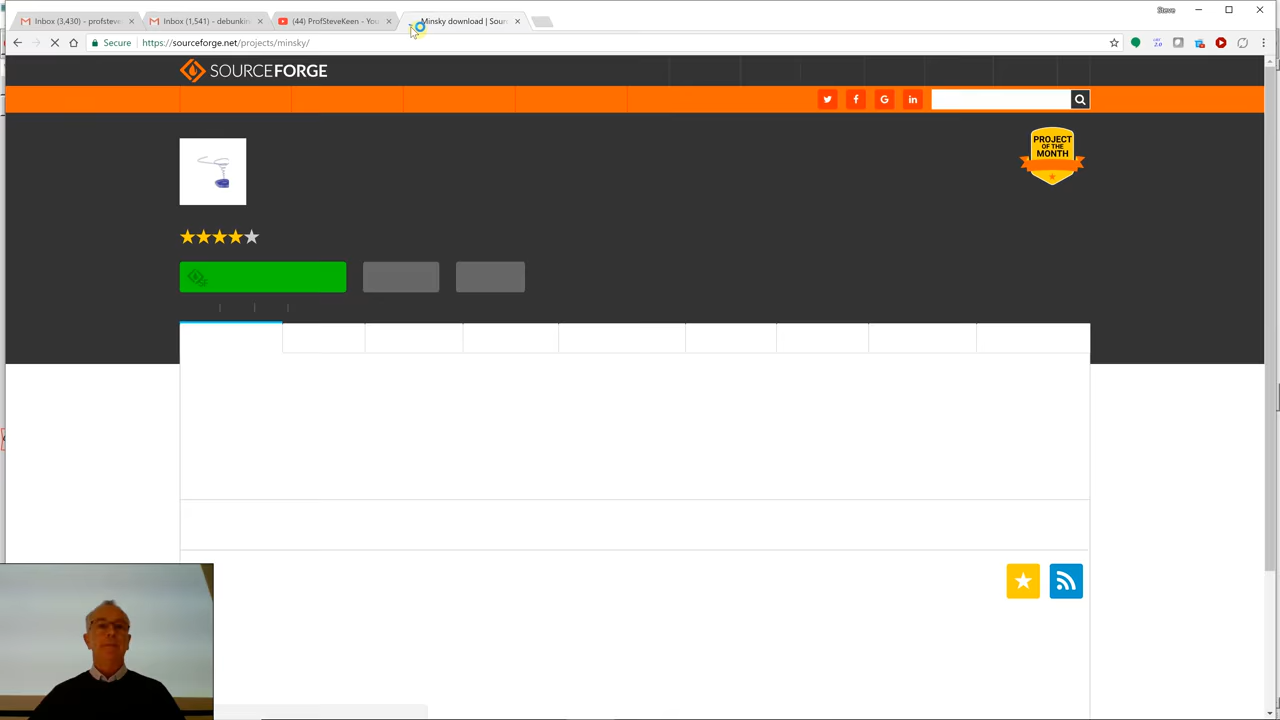 Steve
Inbox (3,430) - profsteve
Inbox (1,541) - debunkin
(44) ProfSteveKeen - You
Minsky download | Sour
Secure
https://sourceforge.net/projects/minsky/
SOURCEFORGE
PROJECT
OF THE
MONTH